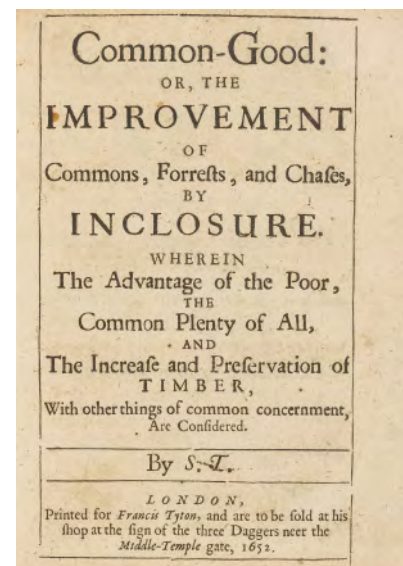 Common-Good:
OR, THE
IMPROVEMENT
OF
Commons, Forreſts, and Chaſes,
BY
INCLOSURE.
WHEREIN
The Advantage of the Poor,
THE
Common Plenty of All,
AND
The Increaſe and Preſervation of
TIMBER,
With other things of common concernment,
Are Conſidered.
By S. T.
LONDON,
Printed for Francis Tyton, and are to be ſold at his
ſhop at the ſign of the three Daggers neer the
Middle-Temple gate, 1652.